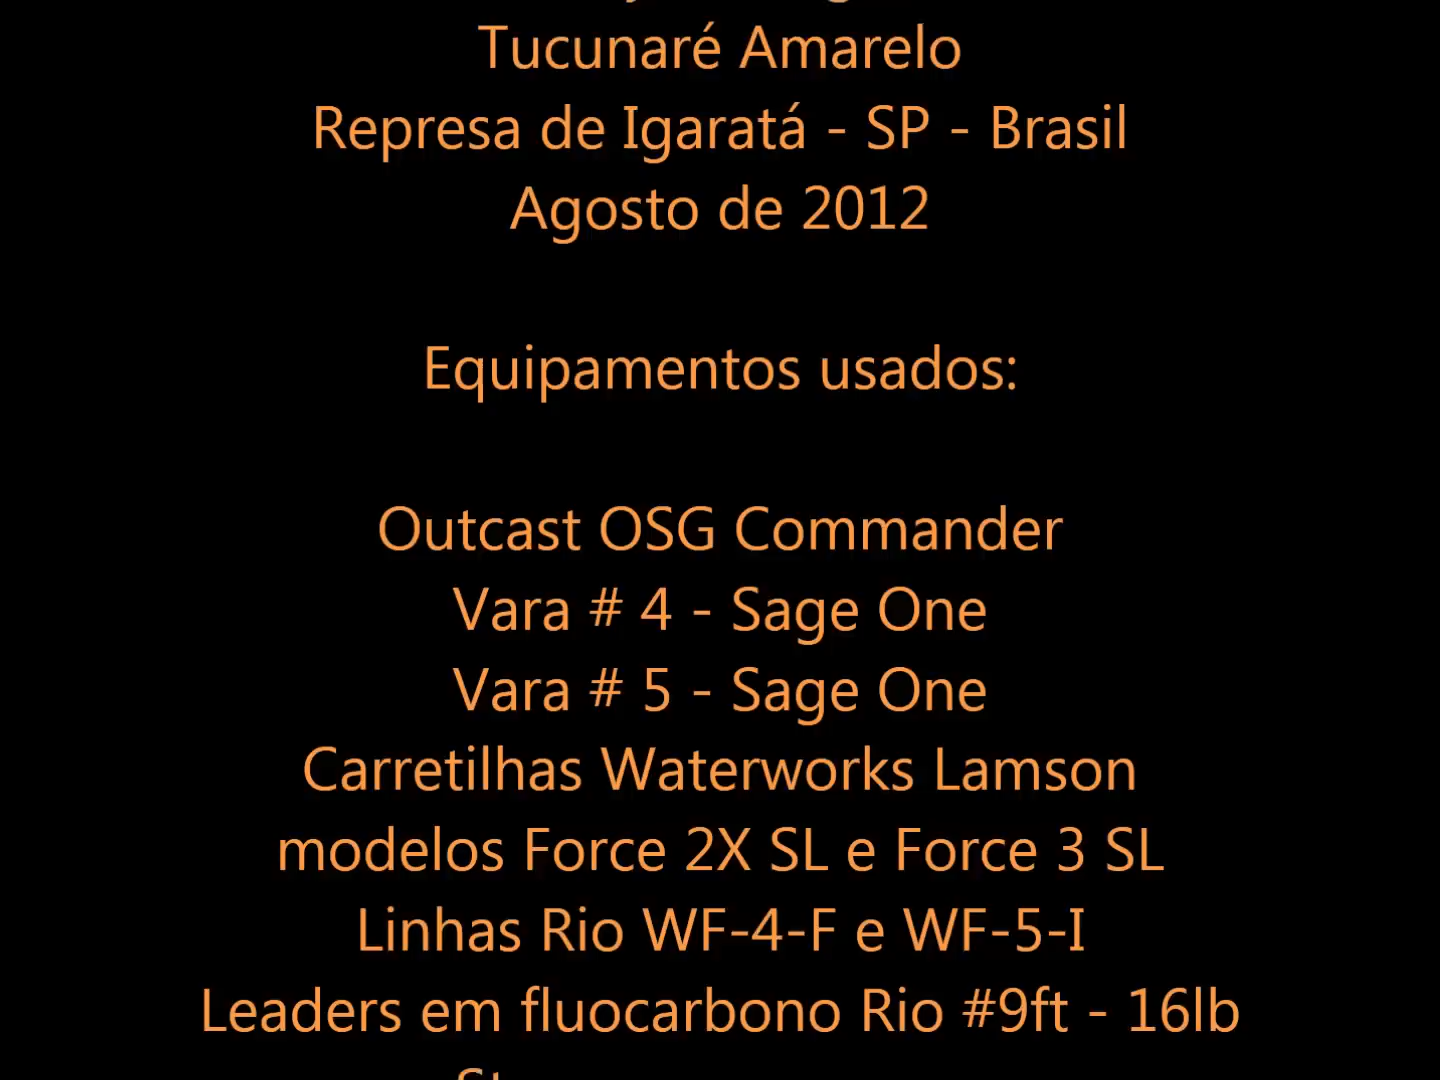 Tucunaré Amarelo
Represa de Igaratá - SP - Brasil
Agosto de 2012
Equipamentos usados:
Outcast OSG Commander
Vara # 4 - Sage One
Vara # 5 - Sage One
Carretilhas Waterworks Lamson
modelos Force 2X SL e Force 3 SL
Linhas Rio WF-4-F e WF-5-I
Leaders em fluocarbono Rio #9ft - 16lb